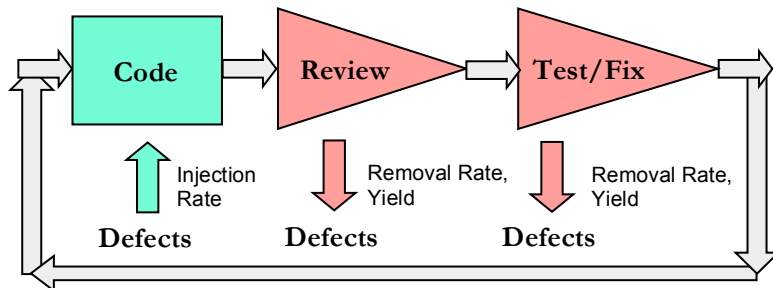 Code
Review
Test/Fix
Injection
Rate
Removal Rate,
Yield
Removal Rate,
Yield
Defects
Defects
Defects